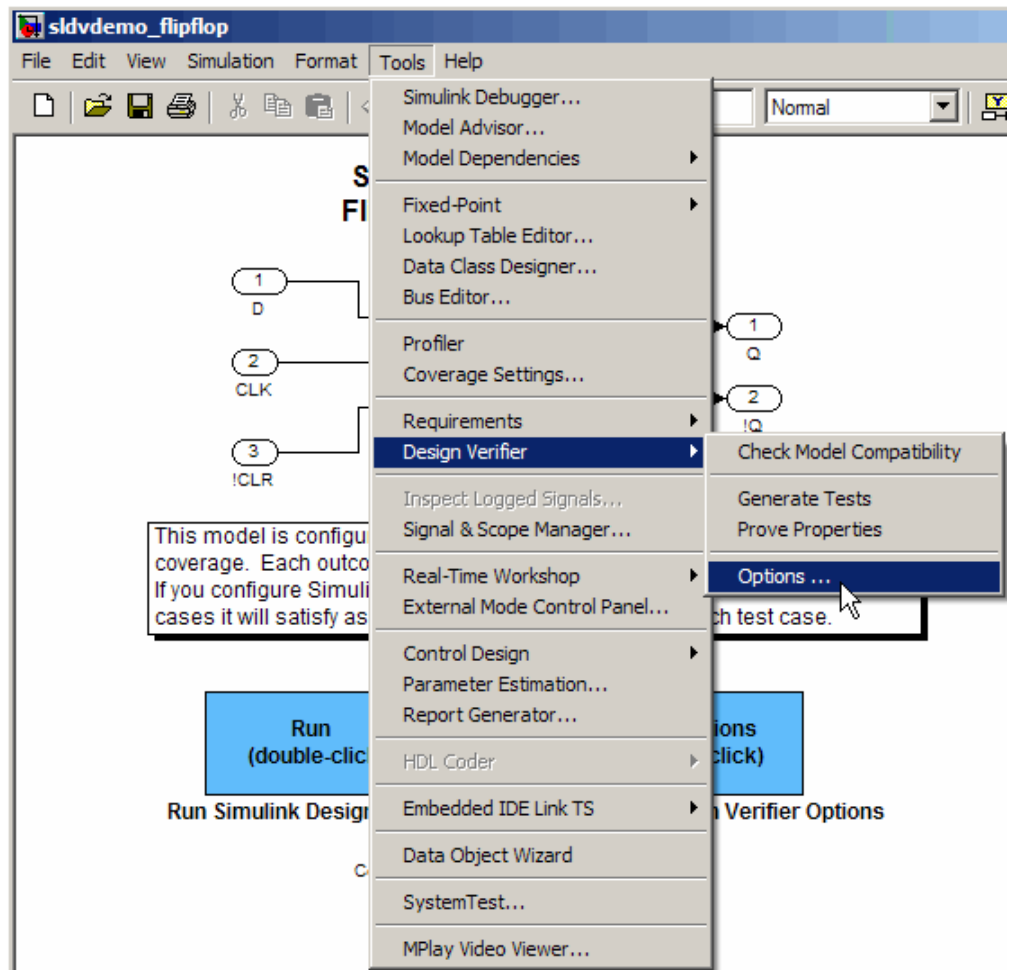 sldvdemo_flipflop
File Edit View Simulation Format Tools Help
Normal
Simulink Debugger...
Model Advisor...
Model Dependencies
Fixed-Point
Lookup Table Editor...
Data Class Designer...
Bus Editor...
Profiler
Coverage Settings...
Requirements
Design Verifier
Inspect Logged Signals...
Signal & Scope Manager...
Real-Time Workshop
External Mode Control Panel...
Control Design
Parameter Estimation...
Report Generator...
HDL Coder
Embedded IDE Link TS
Data Object Wizard
SystemTest...
MPlay Video Viewer...
Check Model Compatibility
Generate Tests
Prove Properties
Options ...
S
Fl
1
D
2
CLK
3
!CLR
1
Q
2
!Q
This model is configu
coverage. Each outco
If you configure Simuli
cases it will satisfy as ch test case.
Run
(double-clic
ions
click)
Run Simulink Desig
Verifier Options